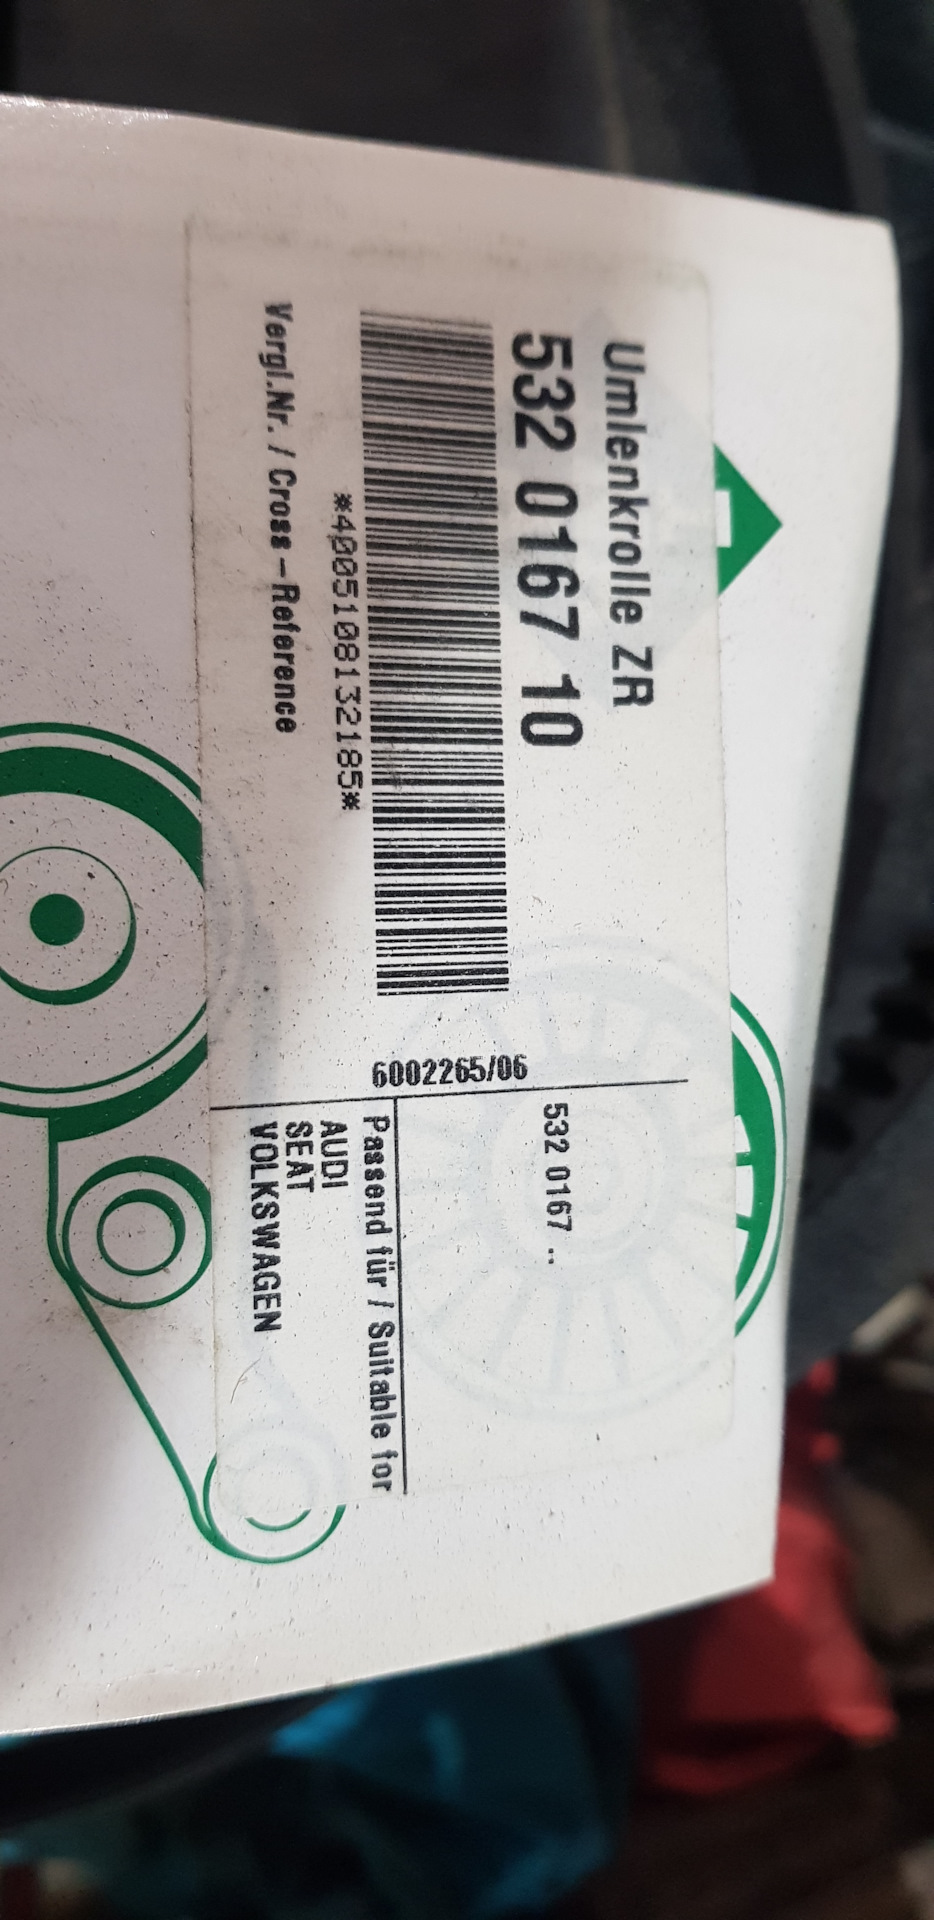 Umlenkrolle ZR
532 0167 10
*4005108132185*
Vergl.Nr. / Cross-Reference
6002265/06
532 0167 ..
Passend für / Suitable for
AUDI
SEAT
VOLKSWAGEN